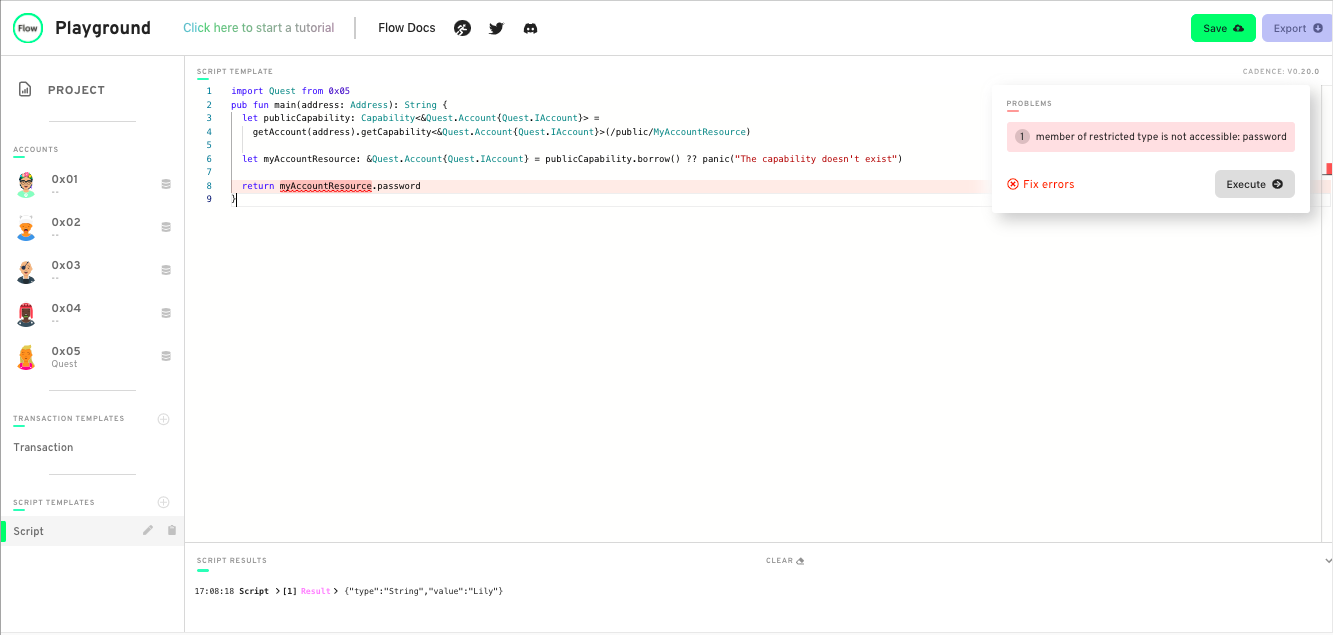 Flow Playground Click here to start a tutorial Flow Docs Save Export
PROJECT
ACCOUNTS
0x01
--
0x02
--
0x03
--
0x04
--
0x05
Quest
TRANSACTION TEMPLATES
Transaction
SCRIPT TEMPLATES
Script
SCRIPT TEMPLATE
CADENCE: V0.20.0
1 import Quest from 0x05
2 pub fun main(address: Address): String {
3 let publicCapability: Capability<&Quest.Account{Quest.IAccount}> =
4 getAccount(address).getCapability<&Quest.Account{Quest.IAccount}>(/public/MyAccountResource)
5
6 let myAccountResource: &Quest.Account{Quest.IAccount} = publicCapability.borrow() ?? panic("The capability doesn't exist")
7
8 return myAccountResource.password
9 }
PROBLEMS
1 member of restricted type is not accessible: password
Fix errors Execute
SCRIPT RESULTS CLEAR
17:08:18 Script > [1] Result > {"type":"String","value":"Lily"}